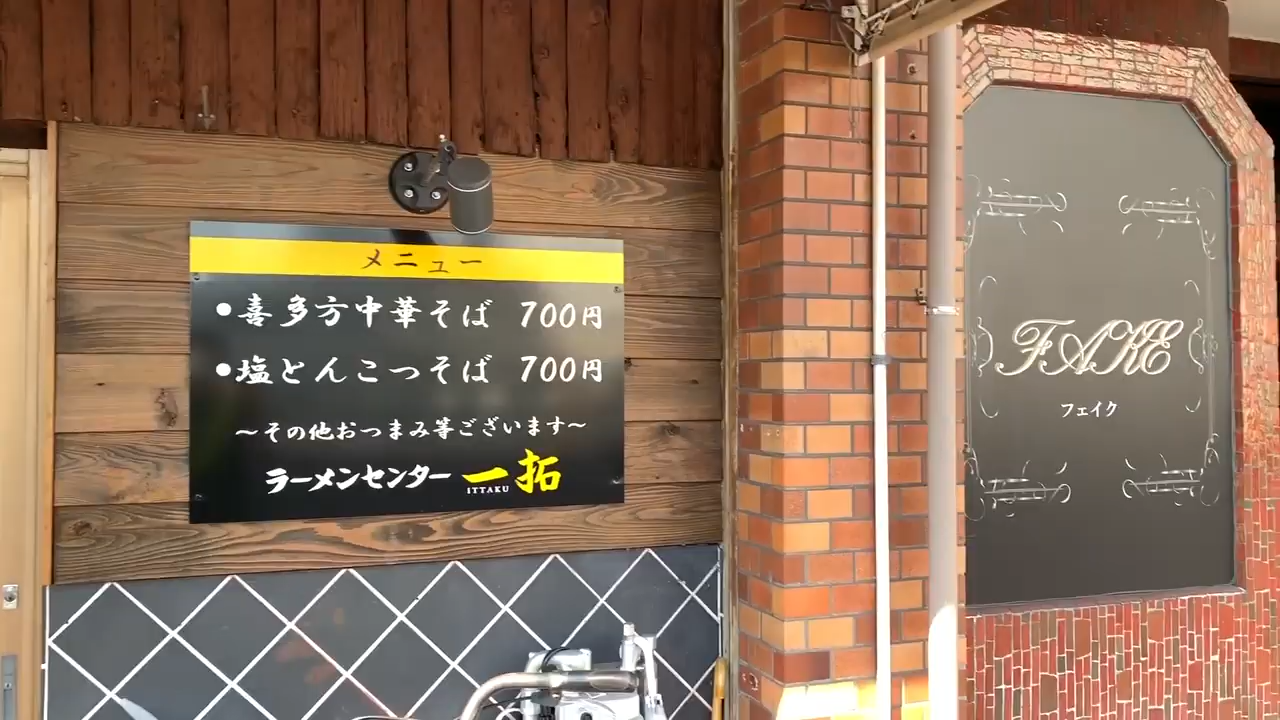 メニュー
•喜多方中華そば 700円
•塩とんこつそば 700円
～その他おつまみ等ございます～
ラーメンセンター 一拓
ITTAKU
FAKE
フェイク